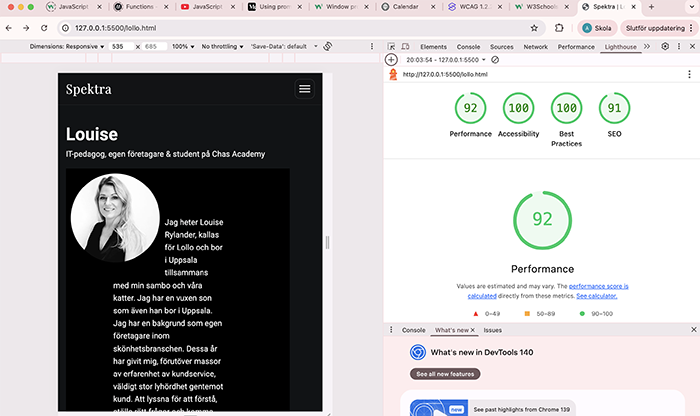 JavaScript
Functions
JavaScript
Using pro
Window p
Calendar
WCAG 1.2.
W3Schools
Spektra | L
127.0.0.1:5500/lollo.html
A Skola
Slutför uppdatering
Dimensions: Responsive 535 × 685 100% No throttling 'Save-Data': default
Elements Console Sources Network Performance Lighthouse
20:03:54 - 127.0.0.1:5500
http://127.0.0.1:5500/lollo.html
Spektra
Louise
IT-pedagog, egen företagare & student på Chas Academy
Jag heter Louise
Rylander, kallas
för Lollo och bor
i Uppsala
tillsammans
med min sambo och våra
katter. Jag har en vuxen son
som även han bor i Uppsala.
Jag har en bakgrund som egen
företagare inom
skönhetsbranschen. Dessa år
har givit mig, förutöver massor
av erfarenhet av kundservice,
väldigt stor lyhördhet gentemot
kund. Att lyssna för att förstå,
ställa rätt frågor och komma
92 100 100 91
Performance Accessibility Best Practices SEO
92
Performance
Values are estimated and may vary. The performance score is
calculated directly from these metrics. See calculator.
0–49 50–89 90–100
Console What's new × Issues
What's new in DevTools 140
See all new features
new
See past highlights from Chrome 139